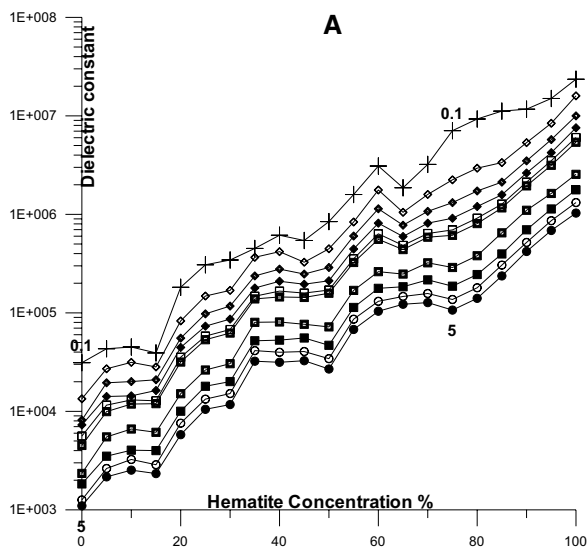 A
1E+008
Dielectric constant
1E+007
0.1
1E+006
1E+005
0.1
5
1E+004
Hematite Concentration %
1E+003
5
0 20 40 60 80 100